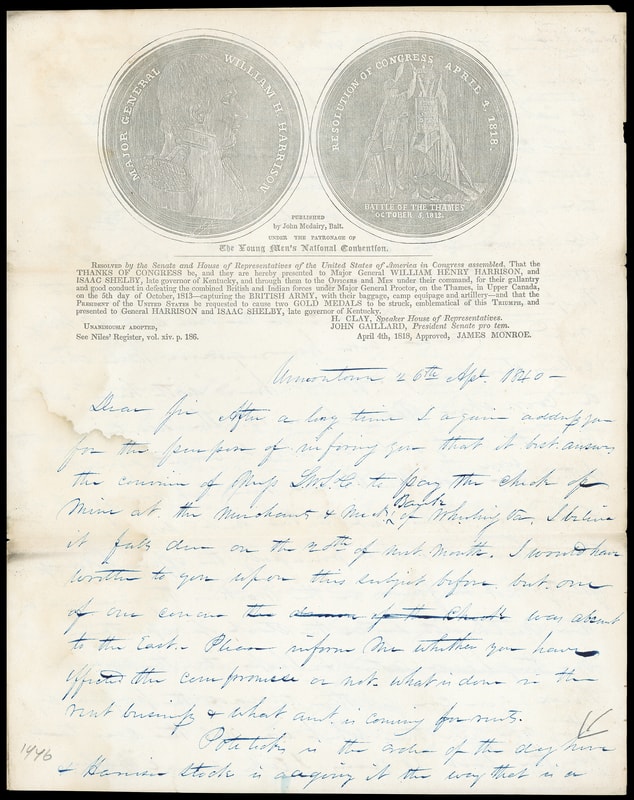 MAJOR GENERAL WILLIAM H. HARRISON
RESOLUTION OF CONGRESS APRIL 4. 1818.
BATTLE OF THE THAMES
OCTOBER 5, 1813.
PUBLISHED
by John Medairy, Balt.
UNDER THE PATRONAGE OF
The Young Men's National Convention.
RESOLVED by the Senate and House of Representatives of the United States of America in Congress assembled, That the
THANKS OF CONGRESS be, and they are hereby presented to Major General WILLIAM HENRY HARRISON, and
ISAAC SHELBY, late governor of Kentucky, and through them to the OFFICERS and MEN under their command, for their gallantry
and good conduct in defeating the combined British and Indian forces under Major General Proctor, on the Thames, in Upper Canada,
on the 5th day of October, 1813—capturing the BRITISH ARMY, with their baggage, camp equipage and artillery—and that the
PRESIDENT of the UNITED STATES be requested to cause two GOLD MEDALS to be struck, emblematical of this TRIUMPH, and
presented to General HARRISON and ISAAC SHELBY, late governor of Kentucky.
H. CLAY, Speaker House of Representatives.
UNANIMOUSLY ADOPTED, JOHN GAILLARD, President Senate pro tem.
See Niles' Register, vol. xiv. p. 186. April 4th, 1818, Approved, JAMES MONROE.
Uniontown, 26th Apl. 1840 —
Dear Sir After a long time I again address you
for the purpose of informing you that it best answers
the convenience of Mess to pay the check of
mine at the Merchants & Mec Bank of Wheeling Va, I believe
it falls due on the 20th of next month. I would have
written to you upon this subject before but one
of our concern the of the check was absent
to the East. Please inform me whether you have
effected the compromise or not. what is done in the
rent business & what amt. is coming for rents.
Politicks is the order of the day here
& Harrison stock is agoing it the way that is a
1446